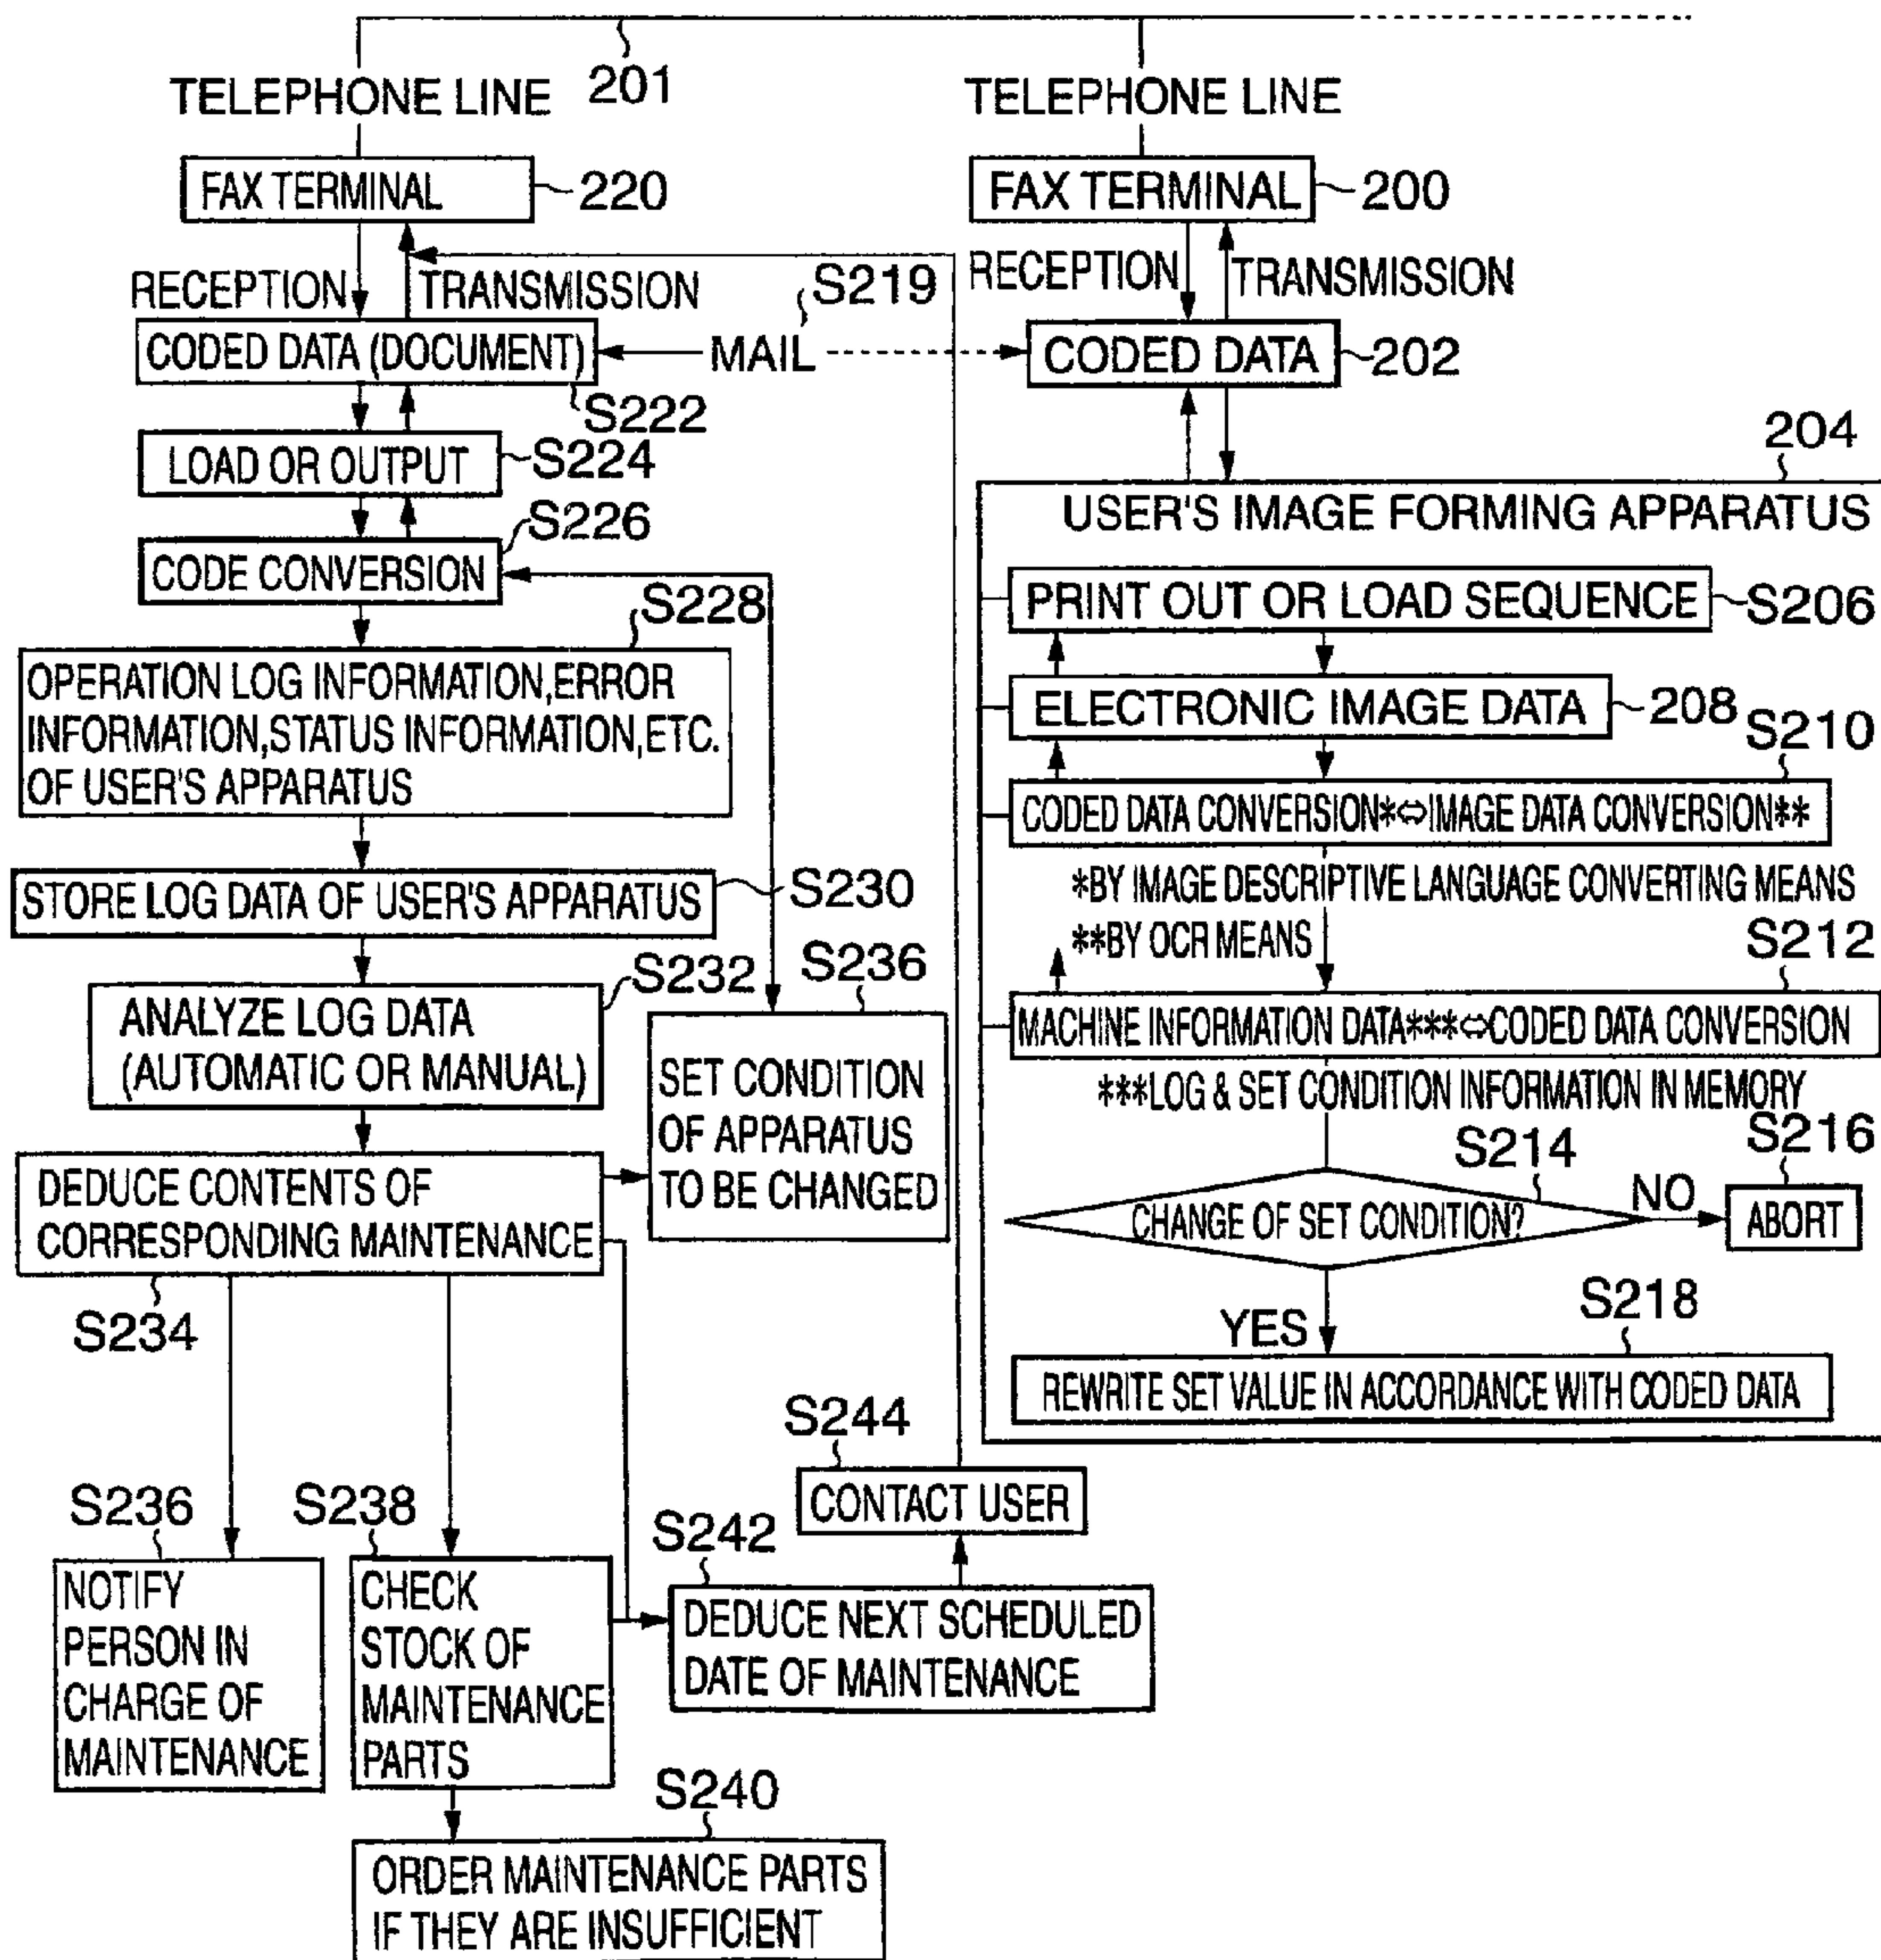 201
TELEPHONE LINE
FAX TERMINAL
220
RECEPTION
TRANSMISSION
CODED DATA (DOCUMENT)
S222
MAIL
S219
LOAD OR OUTPUT
S224
CODE CONVERSION
S226
S228
OPERATION LOG INFORMATION,ERROR
INFORMATION,STATUS INFORMATION,ETC.
OF USER'S APPARATUS
STORE LOG DATA OF USER'S APPARATUS
S230
S232
ANALYZE LOG DATA
(AUTOMATIC OR MANUAL)
S236
SET CONDITION
OF APPARATUS
TO BE CHANGED
DEDUCE CONTENTS OF
CORRESPONDING MAINTENANCE
S234
S236
NOTIFY
PERSON IN
CHARGE OF
MAINTENANCE
S238
CHECK
STOCK OF
MAINTENANCE
PARTS
S240
ORDER MAINTENANCE PARTS
IF THEY ARE INSUFFICIENT
S242
DEDUCE NEXT SCHEDULED
DATE OF MAINTENANCE
S244
CONTACT USER
TELEPHONE LINE
FAX TERMINAL
200
RECEPTION
TRANSMISSION
CODED DATA
202
204
USER'S IMAGE FORMING APPARATUS
PRINT OUT OR LOAD SEQUENCE
S206
ELECTRONIC IMAGE DATA
208
S210
CODED DATA CONVERSION*⇔IMAGE DATA CONVERSION**
*BY IMAGE DESCRIPTIVE LANGUAGE CONVERTING MEANS
**BY OCR MEANS
S212
MACHINE INFORMATION DATA***⇔CODED DATA CONVERSION
***LOG & SET CONDITION INFORMATION IN MEMORY
S214
CHANGE OF SET CONDITION?
NO
S216
ABORT
YES
S218
REWRITE SET VALUE IN ACCORDANCE WITH CODED DATA